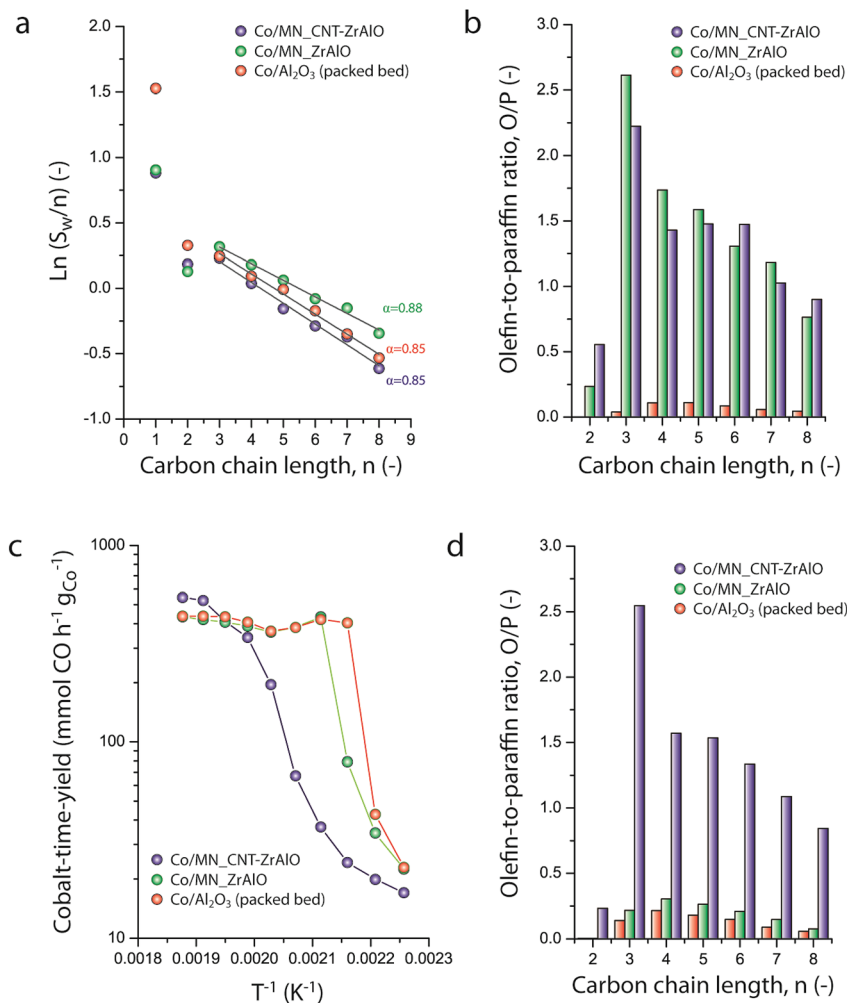 a
Co/MN_CNT-ZrAlO
Co/MN_ZrAlO
Co/Al₂O₃ (packed bed)
2.0
1.5
1.0
0.5
0.0
-0.5
-1.0
Ln (S_W/n) (-)
α=0.88
α=0.85
α=0.85
0 1 2 3 4 5 6 7 8 9
Carbon chain length, n (-)
b
Co/MN_CNT-ZrAlO
Co/MN_ZrAlO
Co/Al₂O₃ (packed bed)
3.0
2.5
2.0
1.5
1.0
0.5
0.0
Olefin-to-paraffin ratio, O/P (-)
2 3 4 5 6 7 8
Carbon chain length, n (-)
c
1000
100
10
Cobalt-time-yield (mmol CO h⁻¹ g_Co⁻¹)
Co/MN_CNT-ZrAlO
Co/MN_ZrAlO
Co/Al₂O₃ (packed bed)
0.0018 0.0019 0.0020 0.0021 0.0022 0.0023
T⁻¹ (K⁻¹)
d
Co/MN_CNT-ZrAlO
Co/MN_ZrAlO
Co/Al₂O₃ (packed bed)
3.0
2.5
2.0
1.5
1.0
0.5
0.0
Olefin-to-paraffin ratio, O/P (-)
2 3 4 5 6 7 8
Carbon chain length, n (-)